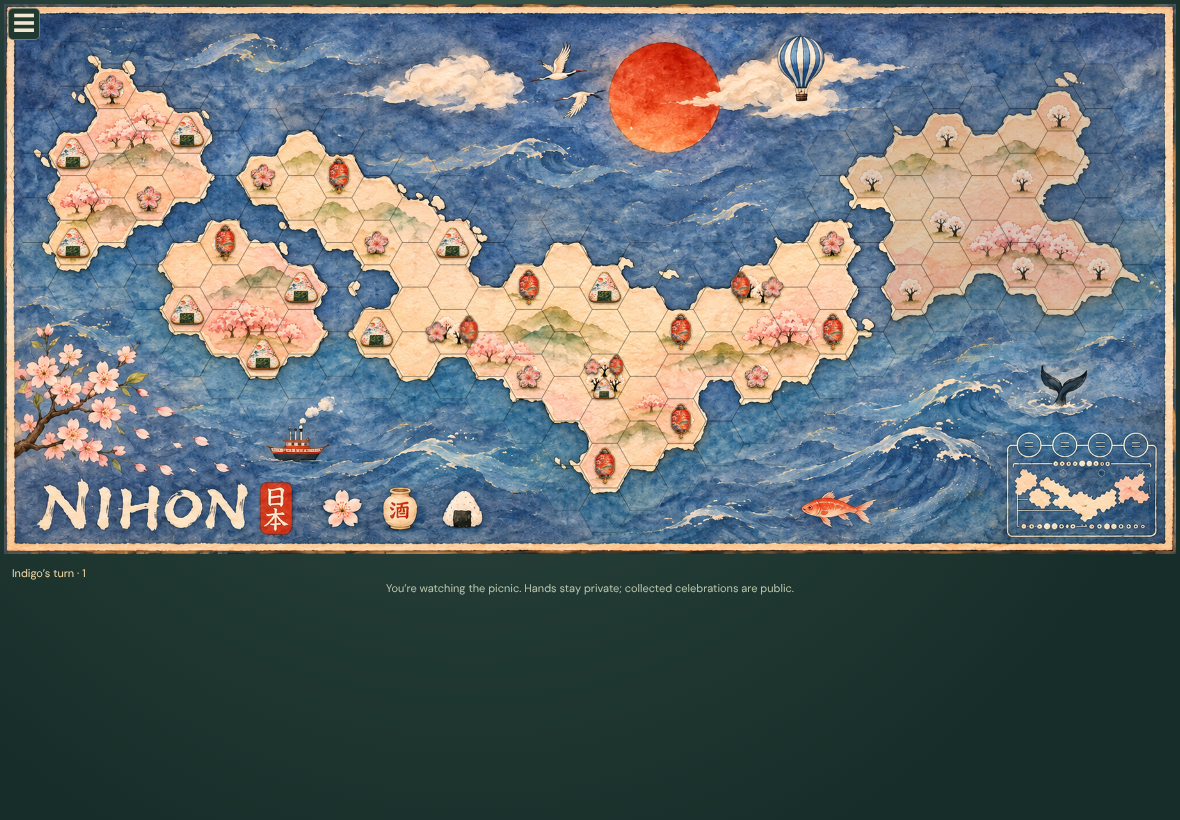 NIHON
日本
酒
Indigo's turn · 1
You're watching the picnic. Hands stay private; collected celebrations are public.